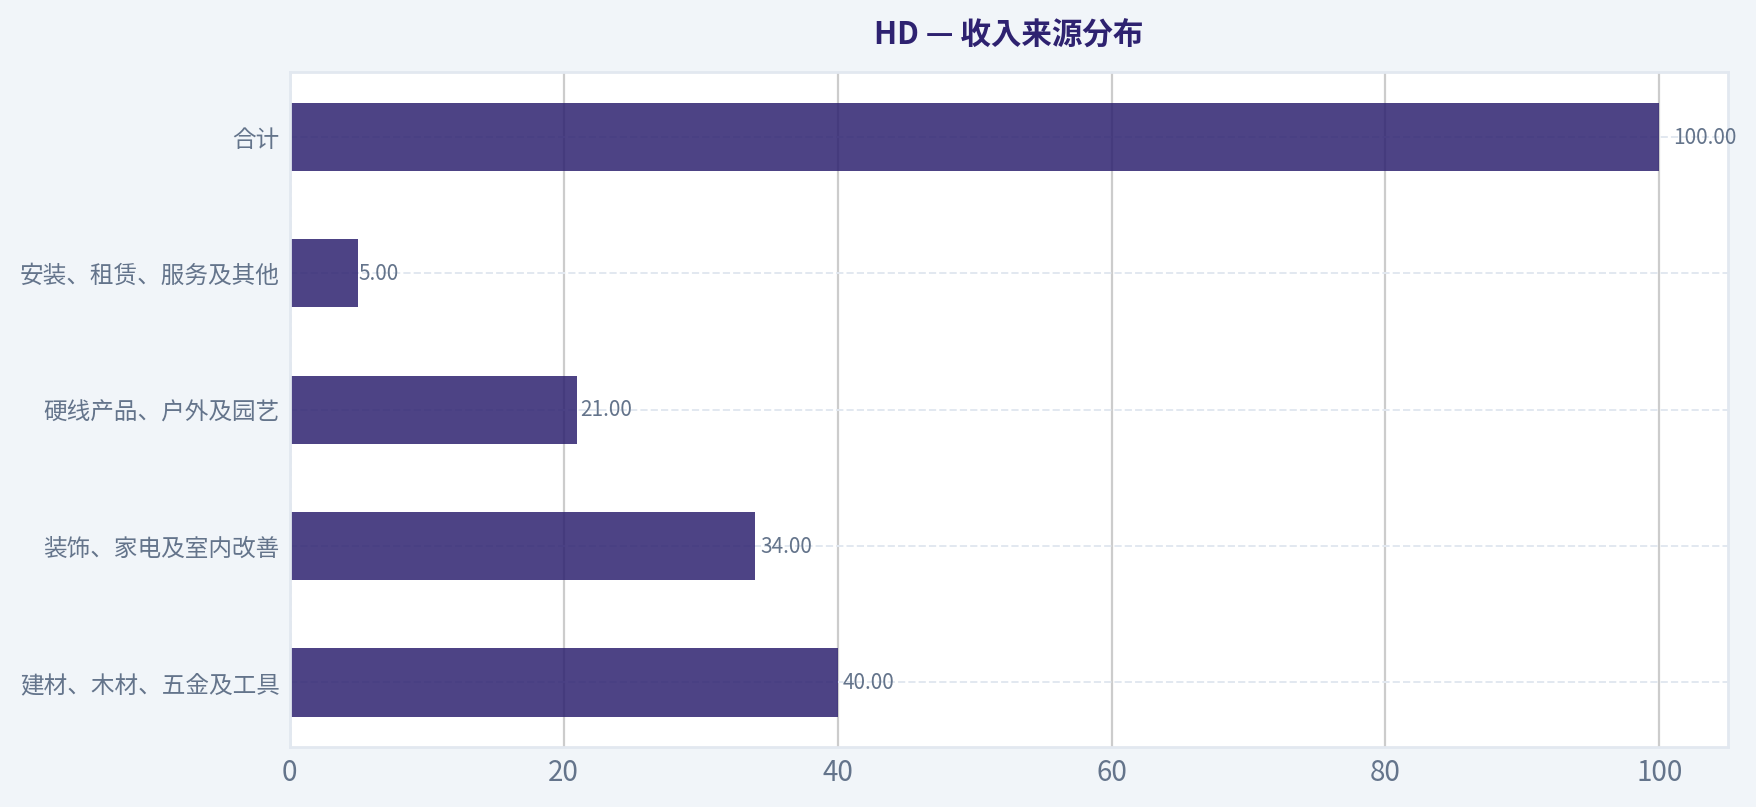 HD — 收入来源分布
合计
100.00
安装、租赁、服务及其他
5.00
硬线产品、户外及园艺
21.00
装饰、家电及室内改善
34.00
建材、木材、五金及工具
40.00
0 20 40 60 80 100